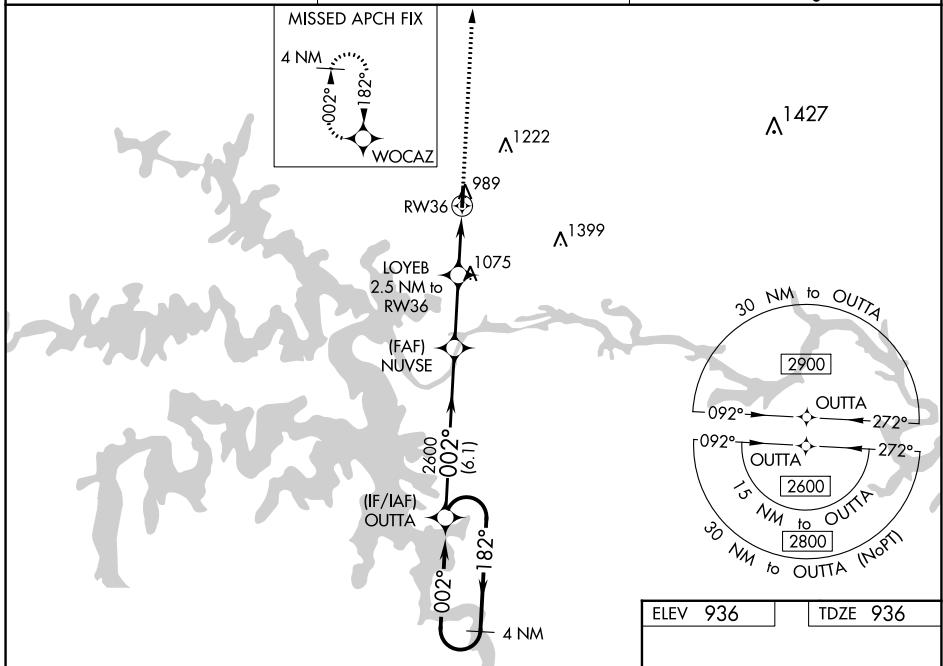 MISSED APCH FIX
4 NM
002°
182°
WOCAZ
1427
1222
989
RW36
1399
LOYEB
2.5 NM to
RW36
1075
(FAF)
NUVSE
2600
002°
(6.1)
(IF/IAF)
OUTTA
002°
182°
4 NM
30 NM to OUTTA
2900
OUTTA
092°
272°
092°
272°
OUTTA
2600
15 NM to OUTTA
2800
30 NM to OUTTA (NoPT)
ELEV 936
TDZE 936